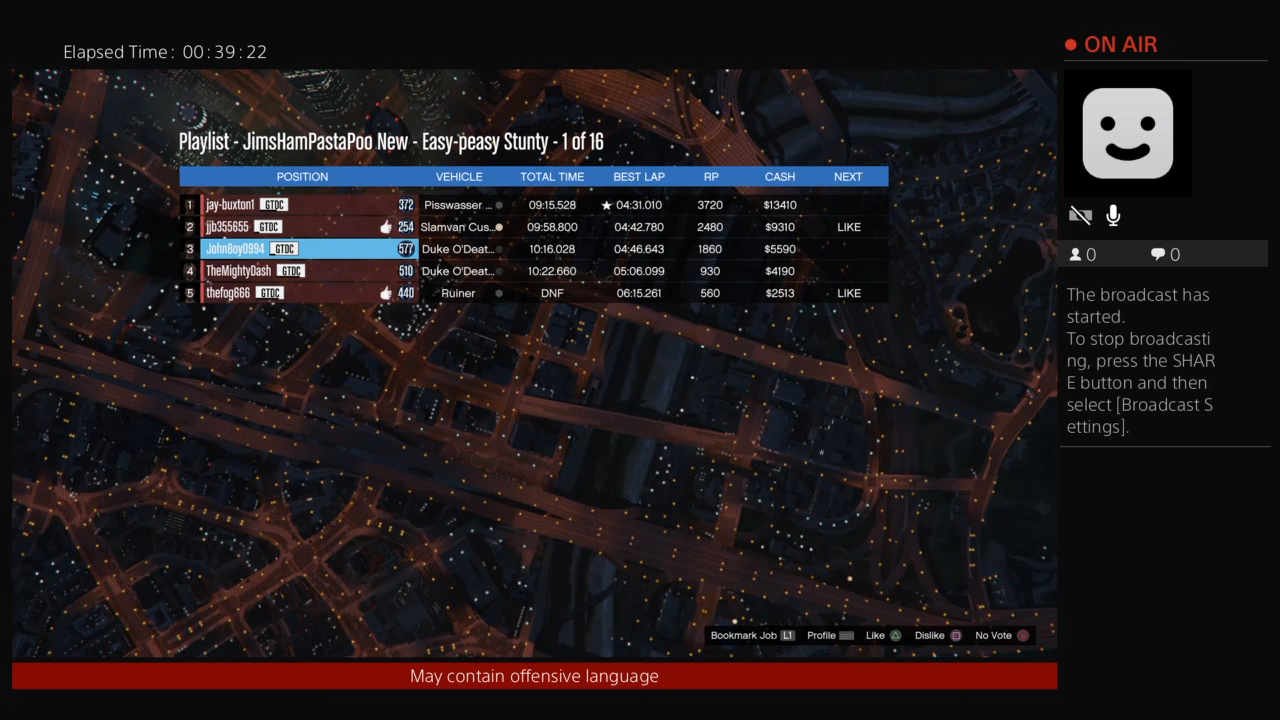 Elapsed Time: 00:39:22
ON AIR
Playlist - JimsHamPastaPoo New - Easy-peasy Stunty - 1 of 16
POSITION VEHICLE TOTAL TIME BEST LAP RP CASH NEXT
1 jay-buxton1 GTDC 372 Pisswasser ... 09:15.528 04:31.010 3720 $13410
2 jjb355655 GTDC 254 Slamvan Cus... 09:58.800 04:42.780 2480 $9310 LIKE
3 JohnBoy0994 GTDC 577 Duke O'Deat... 10:16.028 04:46.643 1860 $5590
4 TheMightyDash GTDC 510 Duke O'Deat... 10:22.660 05:06.099 930 $4190
5 thefog666 GTDC 440 Ruiner DNF 06:15.261 560 $2513 LIKE
0 0
The broadcast has
started.
To stop broadcasti
ng, press the SHAR
E button and then
select [Broadcast S
ettings].
Bookmark Job L1 Profile Like Dislike No Vote
May contain offensive language